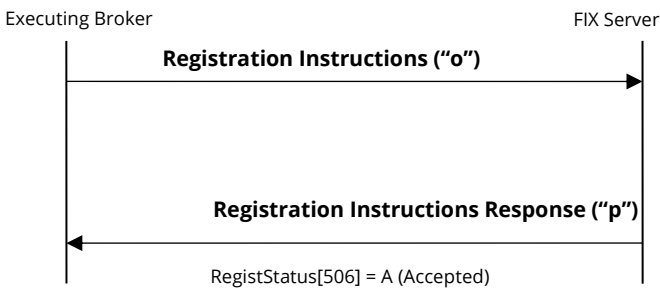 Executing Broker
FIX Server
Registration Instructions (“o”)
Registration Instructions Response (“p”)
RegistStatus[506] = A (Accepted)